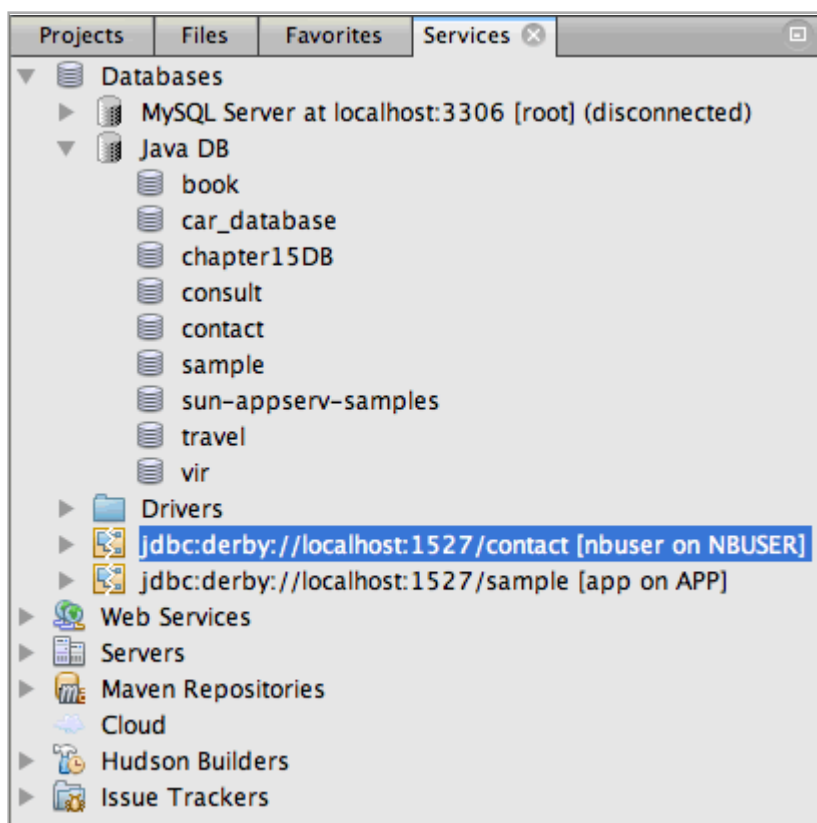 Projects Files Favorites Services
Databases
MySQL Server at localhost:3306 [root] (disconnected)
Java DB
book
car_database
chapter15DB
consult
contact
sample
sun-appserv-samples
travel
vir
Drivers
jdbc:derby://localhost:1527/contact [nbuser on NBUSER]
jdbc:derby://localhost:1527/sample [app on APP]
Web Services
Servers
Maven Repositories
Cloud
Hudson Builders
Issue Trackers